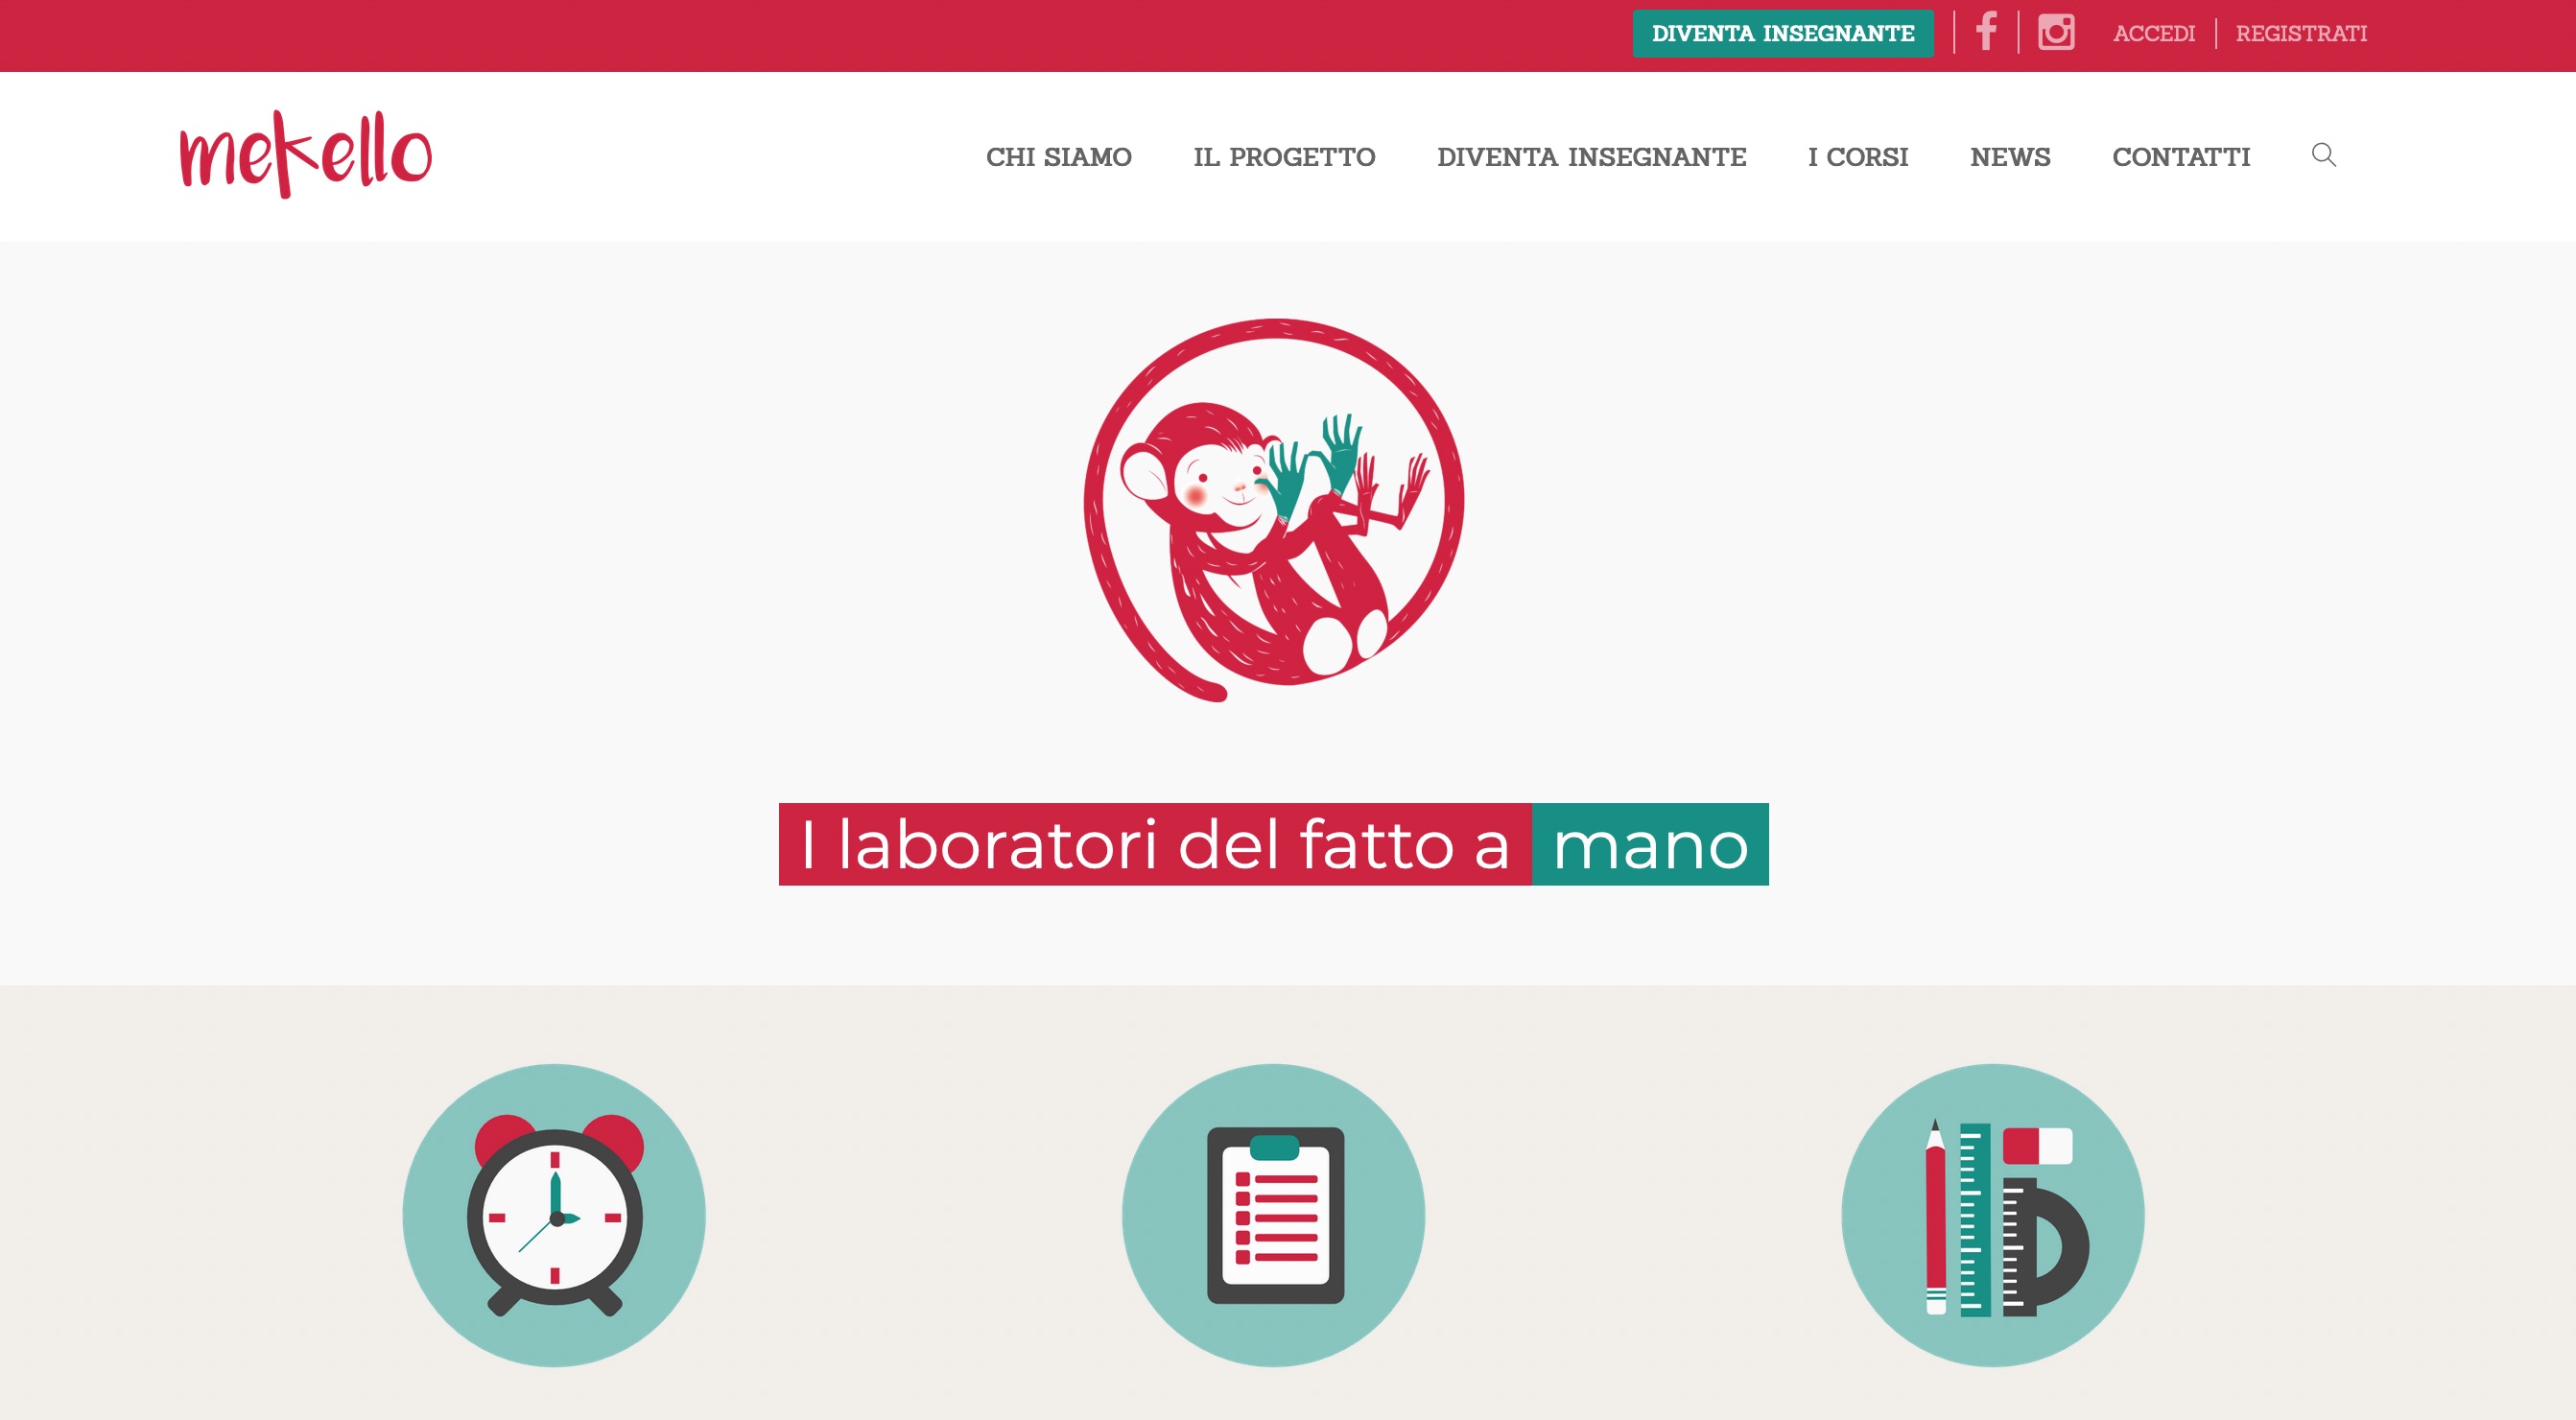 DIVENTA INSEGNANTE ACCEDI REGISTRATI
mekello
CHI SIAMO IL PROGETTO DIVENTA INSEGNANTE I CORSI NEWS CONTATTI
I laboratori del fatto a mano